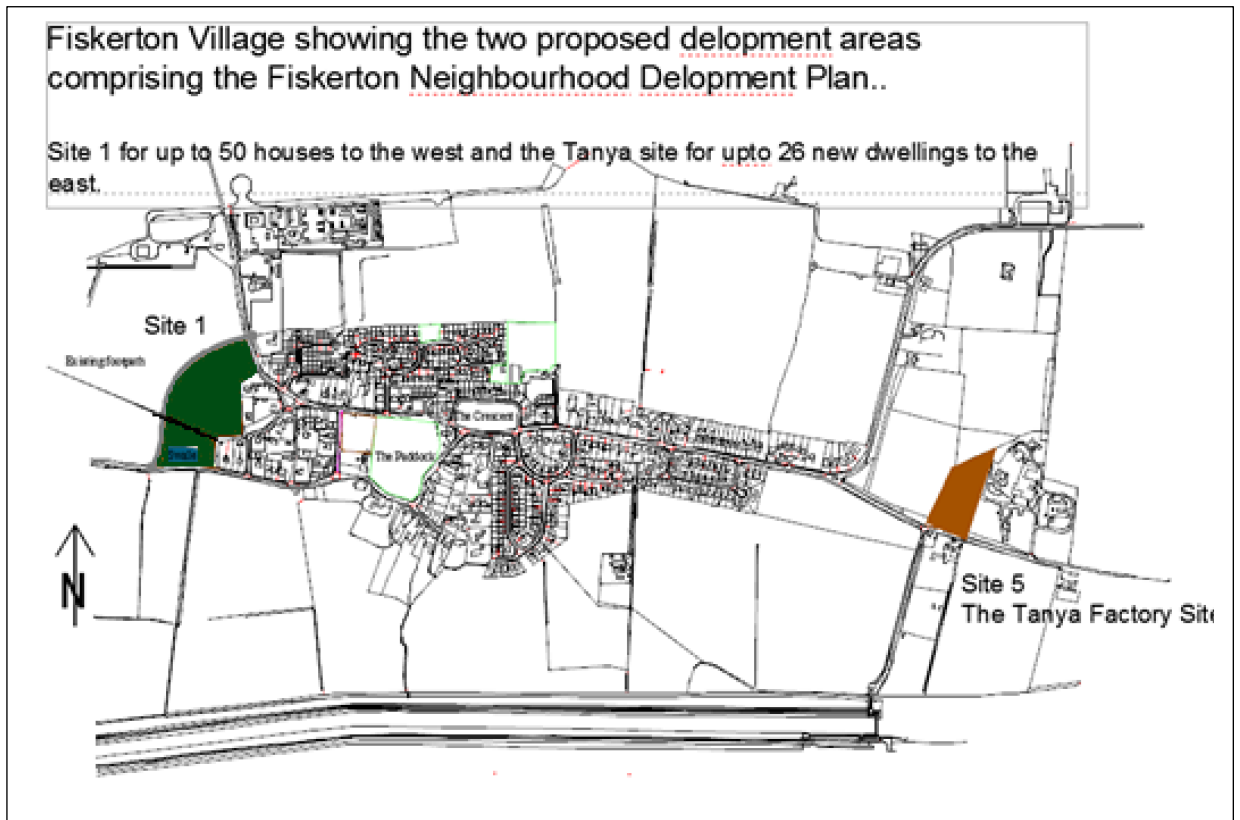 Fiskerton Village showing the two proposed delopment areas
comprising the Fiskerton Neighbourhood Delopment Plan..
Site 1 for up to 50 houses to the west and the Tanya site for upto 26 new dwellings to the
east.
Site 1
Existing footpath
The Crescent
The Paddock
Swale
N
Site 5
The Tanya Factory Site